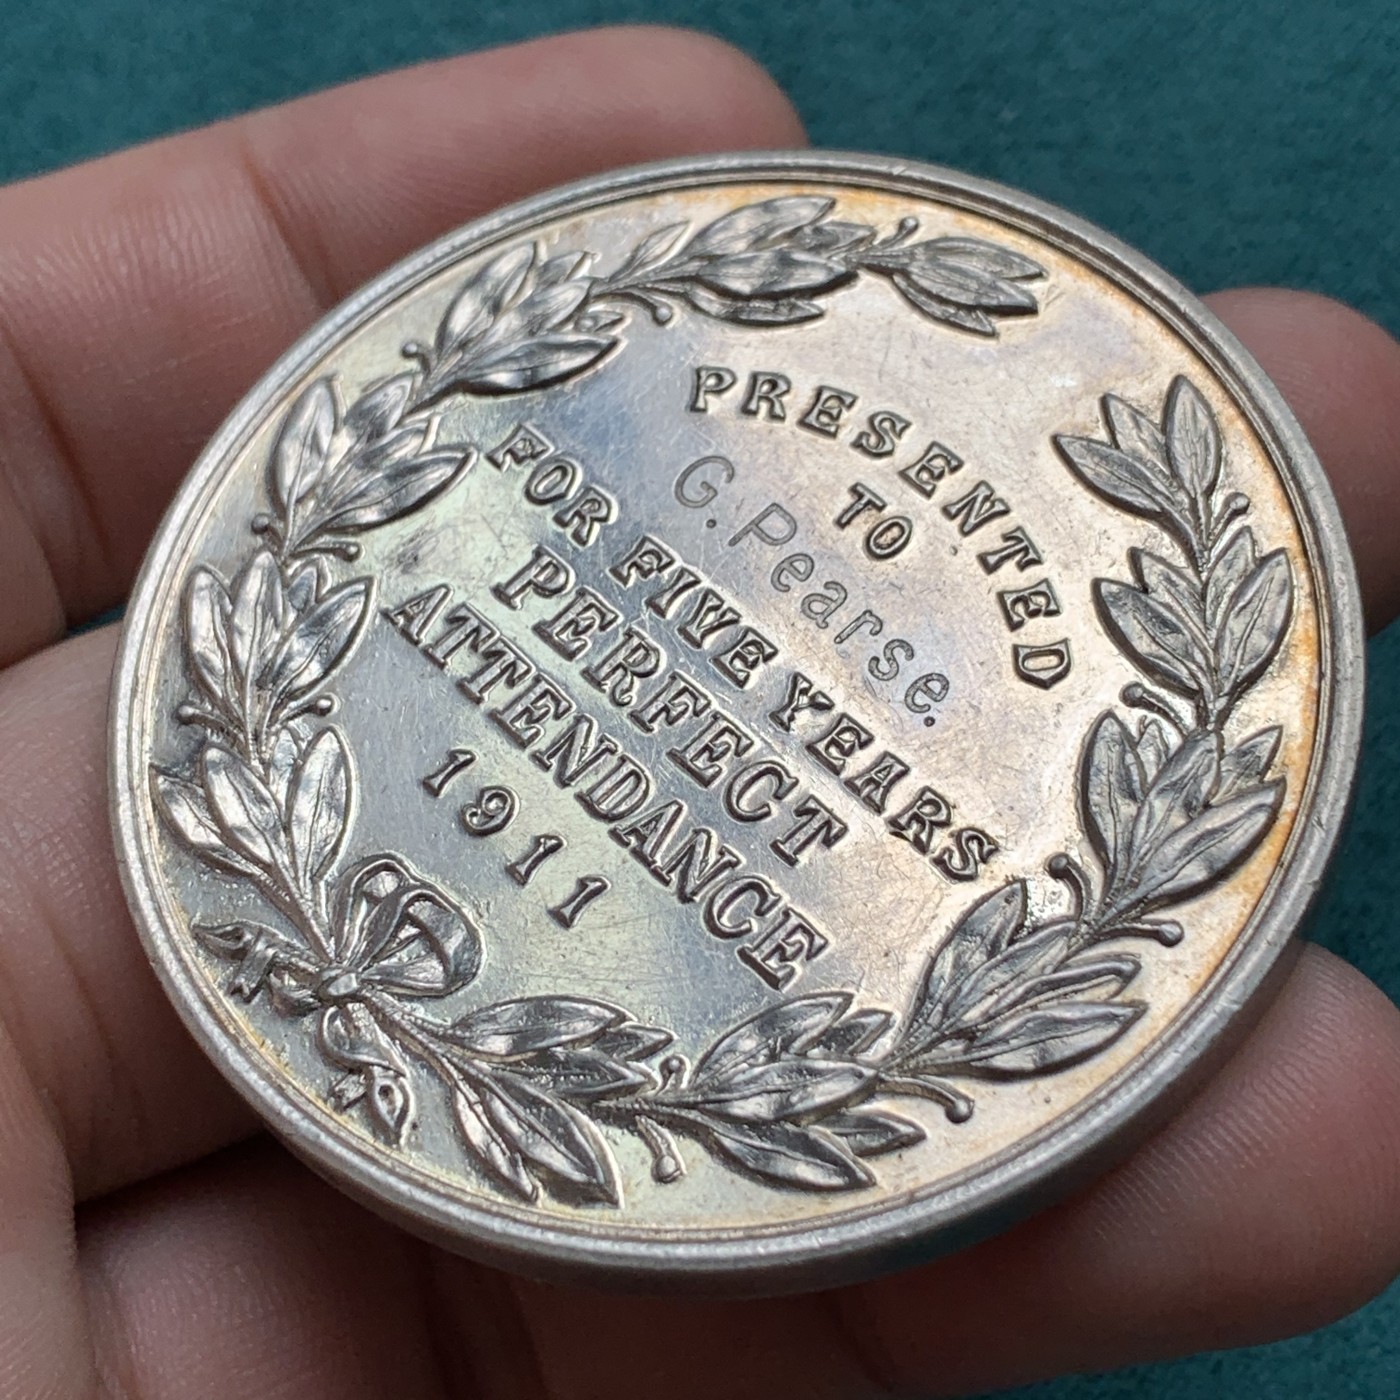 PRESENTED
TO
G. Pearse.
FOR FIVE YEARS
PERFECT
ATTENDANCE
1911